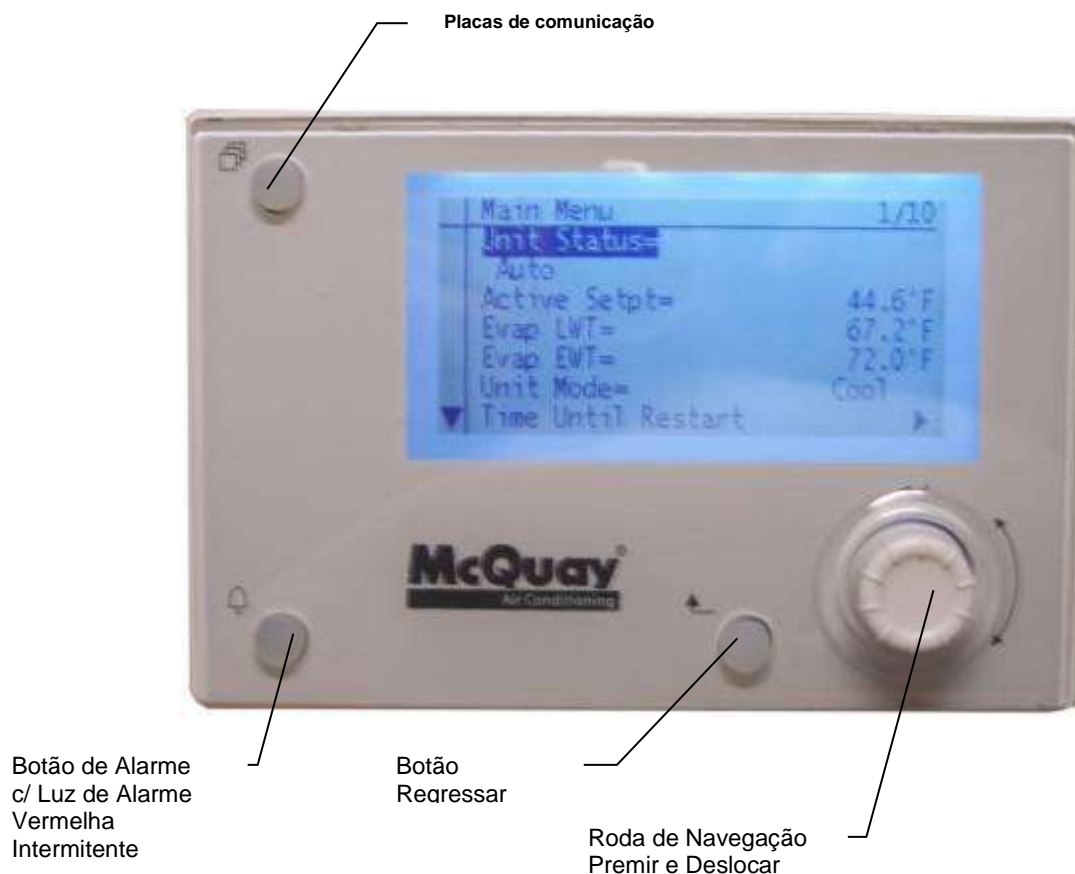 Placas de comunicação
Main Menu 1/10
Unit Status=
Auto
Active Setpt= 44.6°F
Evap LWT= 67.2°F
Evap EWT= 72.0°F
Unit Mode= Cool
Time Until Restart
McQuay®
Air Conditioning
Botão de Alarme
c/ Luz de Alarme
Vermelha
Intermitente
Botão
Regressar
Roda de Navegação
Premir e Deslocar